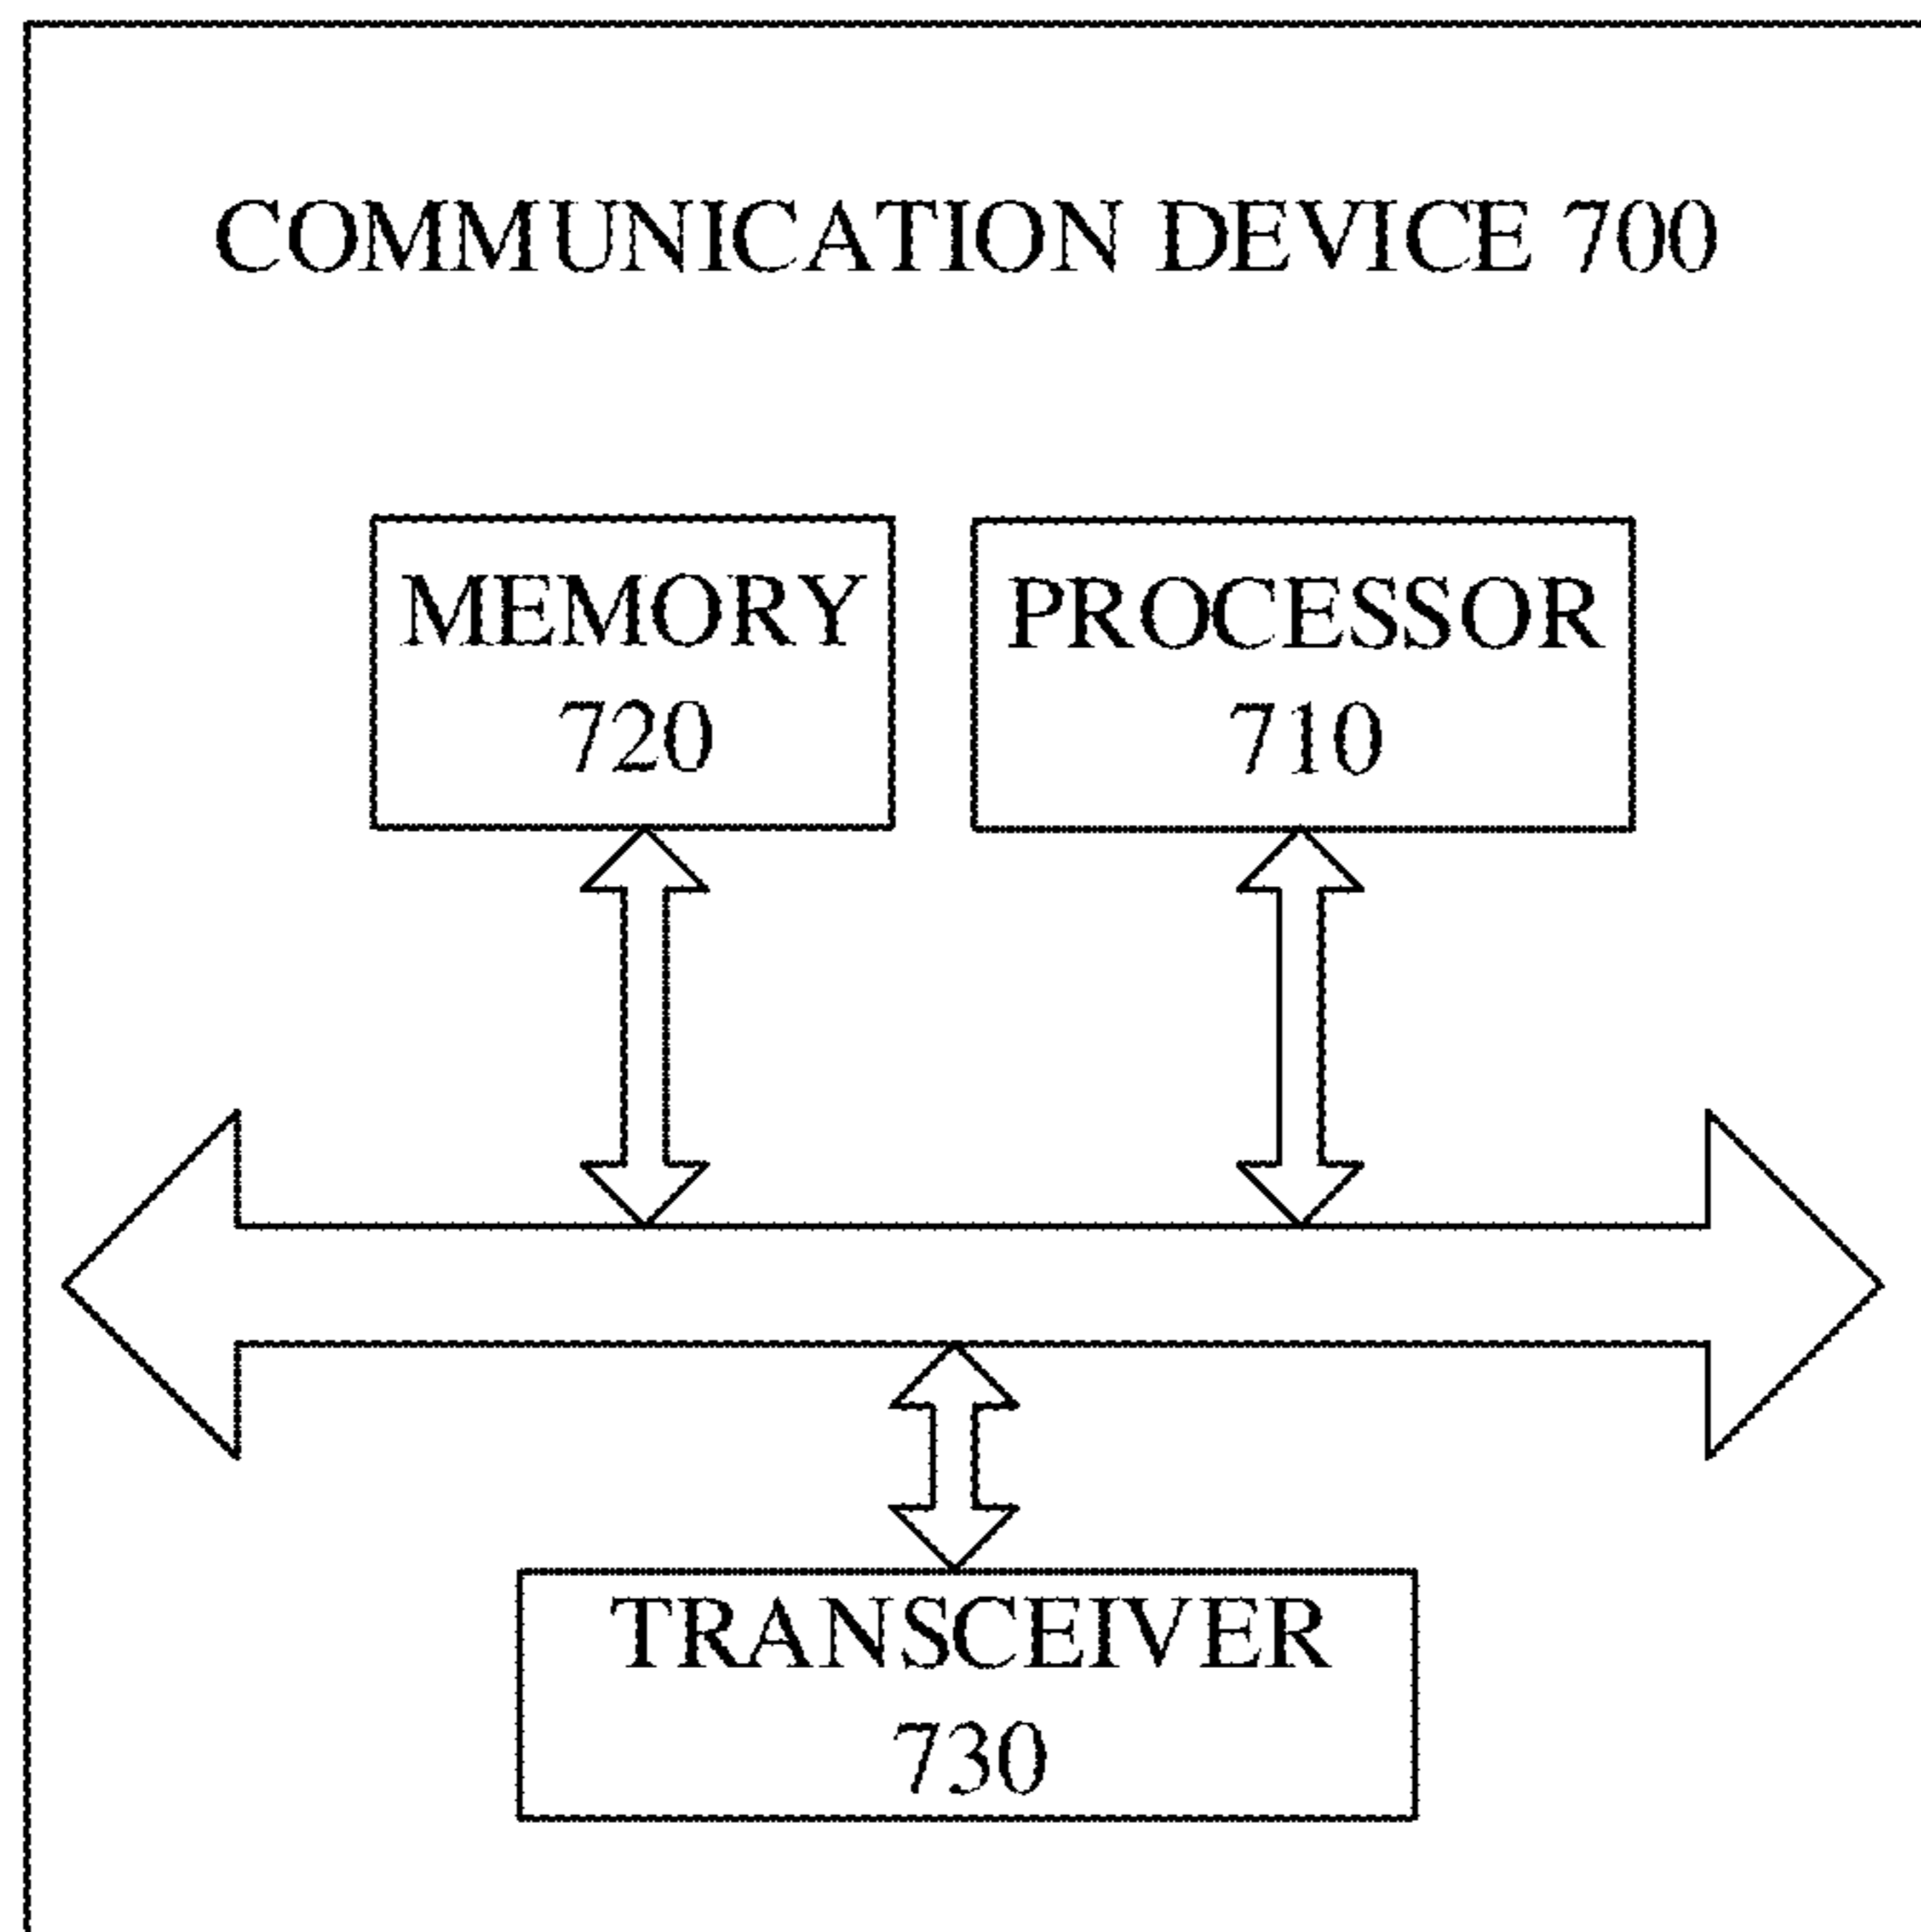 COMMUNICATION DEVICE 700
MEMORY
720
PROCESSOR
710
TRANSCEIVER
730